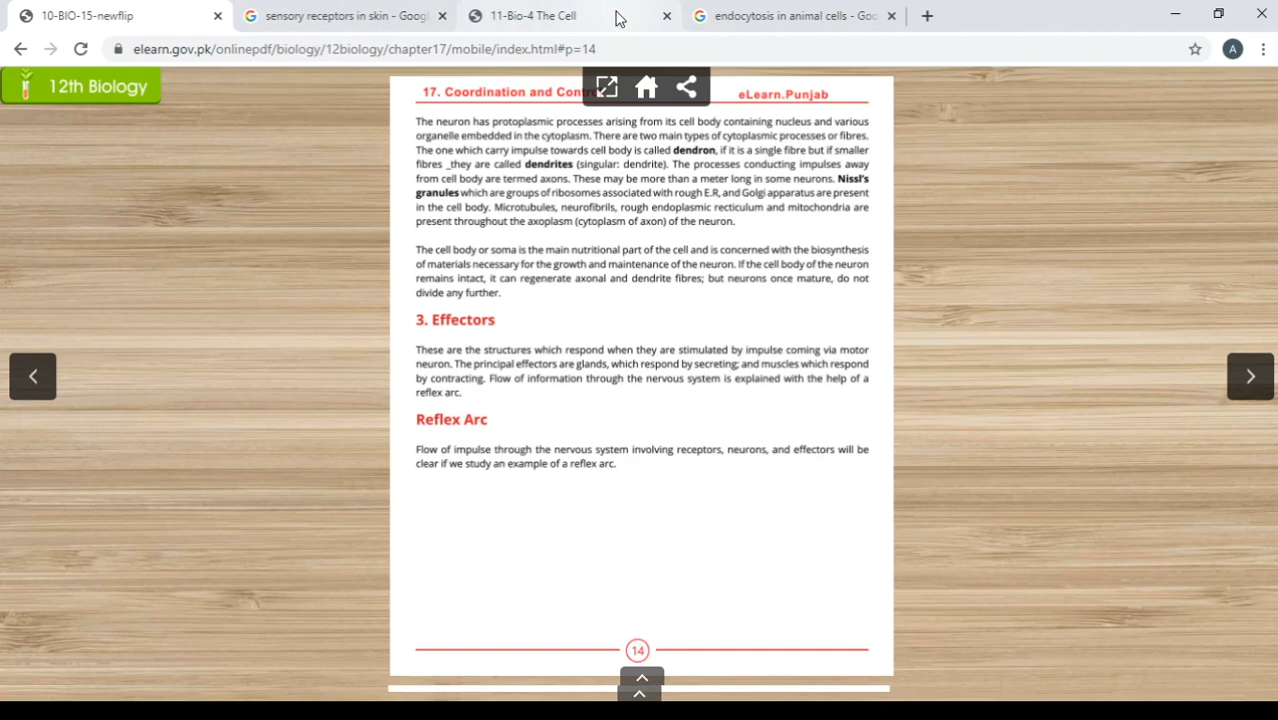 10-BIO-15-newflip
sensory receptors in skin - Goog
11-Bio-4 The Cell
endocytosis in animal cells - Goo
elearn.gov.pk/onlinepdf/biology/12biology/chapter17/mobile/index.html#p=14
A
12th Biology
17. Coordination and Contr
eLearn.Punjab
The neuron has protoplasmic processes arising from its cell body containing nucleus and various
organelle embedded in the cytoplasm. There are two main types of cytoplasmic processes or fibres.
The one which carry impulse towards cell body is called dendron, if it is a single fibre but if smaller
fibres _they are called dendrites (singular: dendrite). The processes conducting impulses away
from cell body are termed axons. These may be more than a meter long in some neurons. Nissl's
granules which are groups of ribosomes associated with rough E.R, and Golgi apparatus are present
in the cell body. Microtubules, neurofibrils, rough endoplasmic recticulum and mitochondria are
present throughout the axoplasm (cytoplasm of axon) of the neuron.
The cell body or soma is the main nutritional part of the cell and is concerned with the biosynthesis
of materials necessary for the growth and maintenance of the neuron. If the cell body of the neuron
remains intact, it can regenerate axonal and dendrite fibres; but neurons once mature, do not
divide any further.
3. Effectors
These are the structures which respond when they are stimulated by impulse coming via motor
neuron. The principal effectors are glands, which respond by secreting; and muscles which respond
by contracting. Flow of information through the nervous system is explained with the help of a
reflex arc.
Reflex Arc
Flow of impulse through the nervous system involving receptors, neurons, and effectors will be
clear if we study an example of a reflex arc.
14